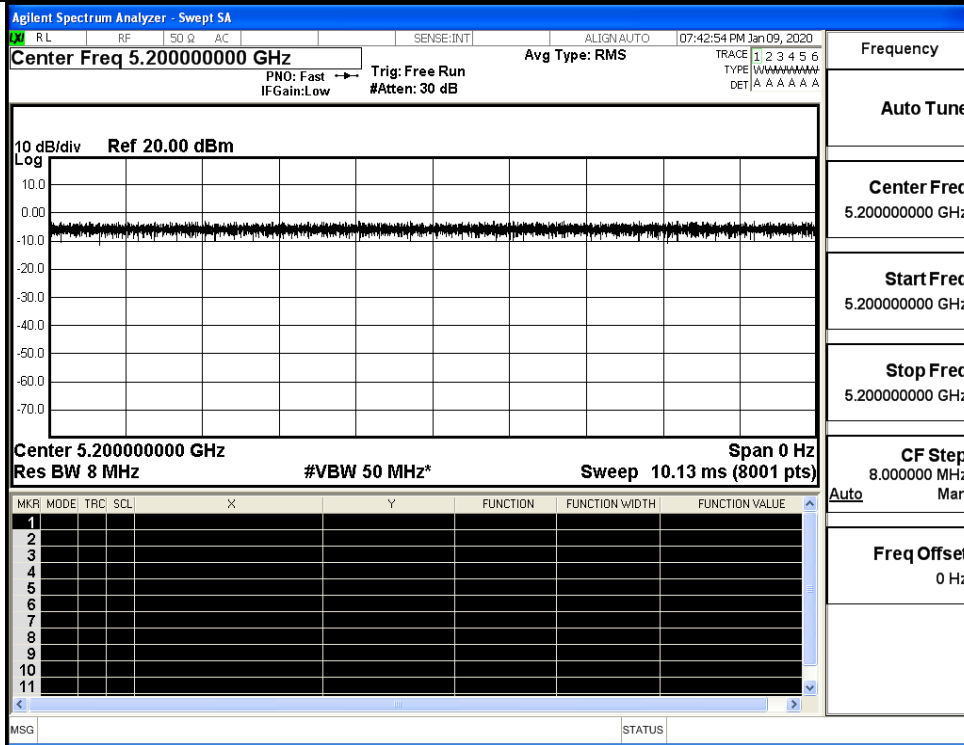 Agilent Spectrum Analyzer - Swept SA
LXI RL RF 50 Ω AC SENSE:INT ALIGNAUTO 07:42:54 PM Jan 09, 2020
Center Freq 5.200000000 GHz Avg Type: RMS TRACE 1 2 3 4 5 6
PNO: Fast Trig: Free Run TYPE WWWWWW
IFGain:Low #Atten: 30 dB DET A A A A A A
10 dB/div Ref 20.00 dBm
Log
10.0
0.00
-10.0
-20.0
-30.0
-40.0
-50.0
-60.0
-70.0
Center 5.200000000 GHz Span 0 Hz
Res BW 8 MHz #VBW 50 MHz* Sweep 10.13 ms (8001 pts)
MKR MODE TRC SCL X Y FUNCTION FUNCTION WIDTH FUNCTION VALUE
1
2
3
4
5
6
7
8
9
10
11
MSG STATUS
Frequency
Auto Tune
Center Freq
5.200000000 GHz
Start Freq
5.200000000 GHz
Stop Freq
5.200000000 GHz
CF Step
8.000000 MHz
Auto Man
Freq Offset
0 Hz